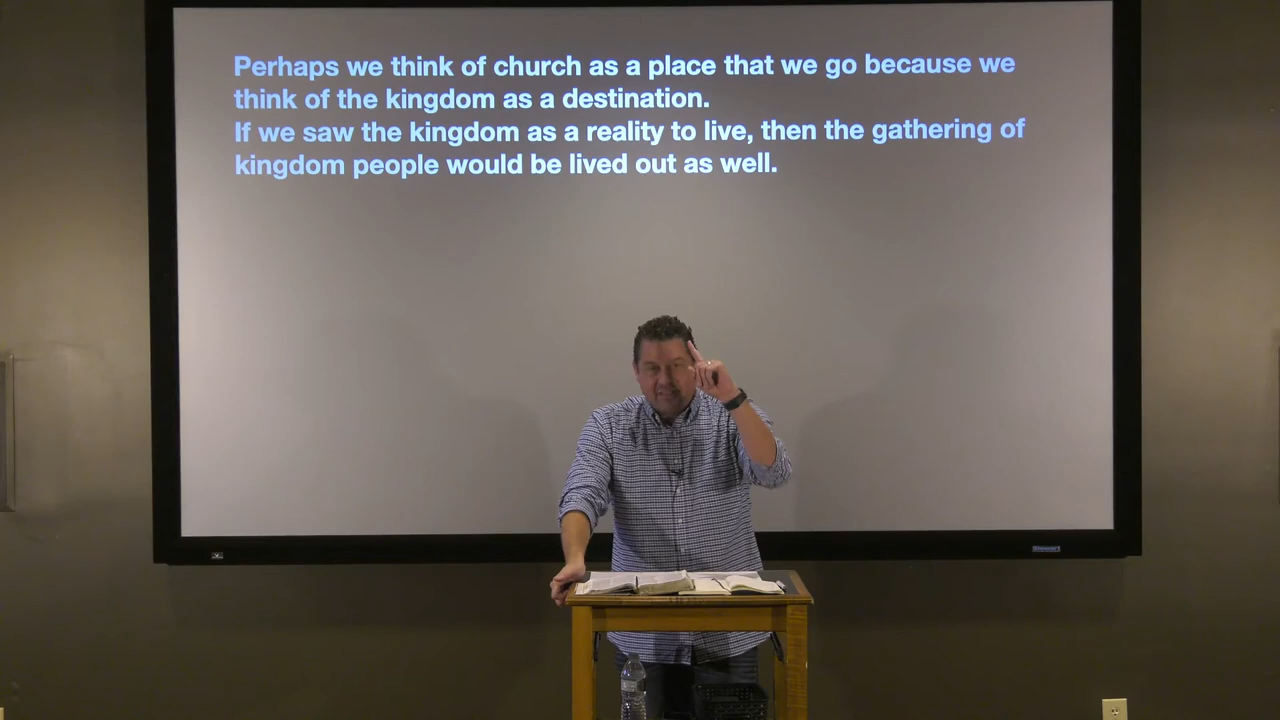 Perhaps we think of church as a place that we go because we
think of the kingdom as a destination.
If we saw the kingdom as a reality to live, then the gathering of
kingdom people would be lived out as well.
Stewart